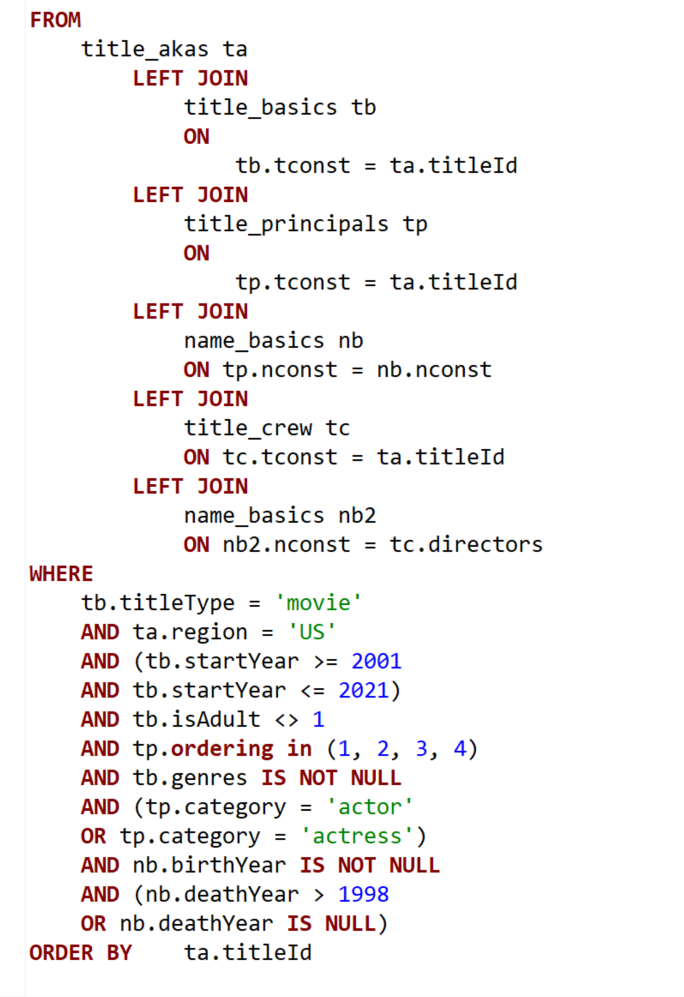 FROM
title_akas ta
LEFT JOIN
title_basics tb
ON
tb.tconst = ta.titleId
LEFT JOIN
title_principals tp
ON
tp.tconst = ta.titleId
LEFT JOIN
name_basics nb
ON tp.nconst = nb.nconst
LEFT JOIN
title_crew tc
ON tc.tconst = ta.titleId
LEFT JOIN
name_basics nb2
ON nb2.nconst = tc.directors
WHERE
tb.titleType = 'movie'
AND ta.region = 'US'
AND (tb.startYear >= 2001
AND tb.startYear <= 2021)
AND tb.isAdult <> 1
AND tp.ordering in (1, 2, 3, 4)
AND tb.genres IS NOT NULL
AND (tp.category = 'actor'
OR tp.category = 'actress')
AND nb.birthYear IS NOT NULL
AND (nb.deathYear > 1998
OR nb.deathYear IS NULL)
ORDER BY    ta.titleId